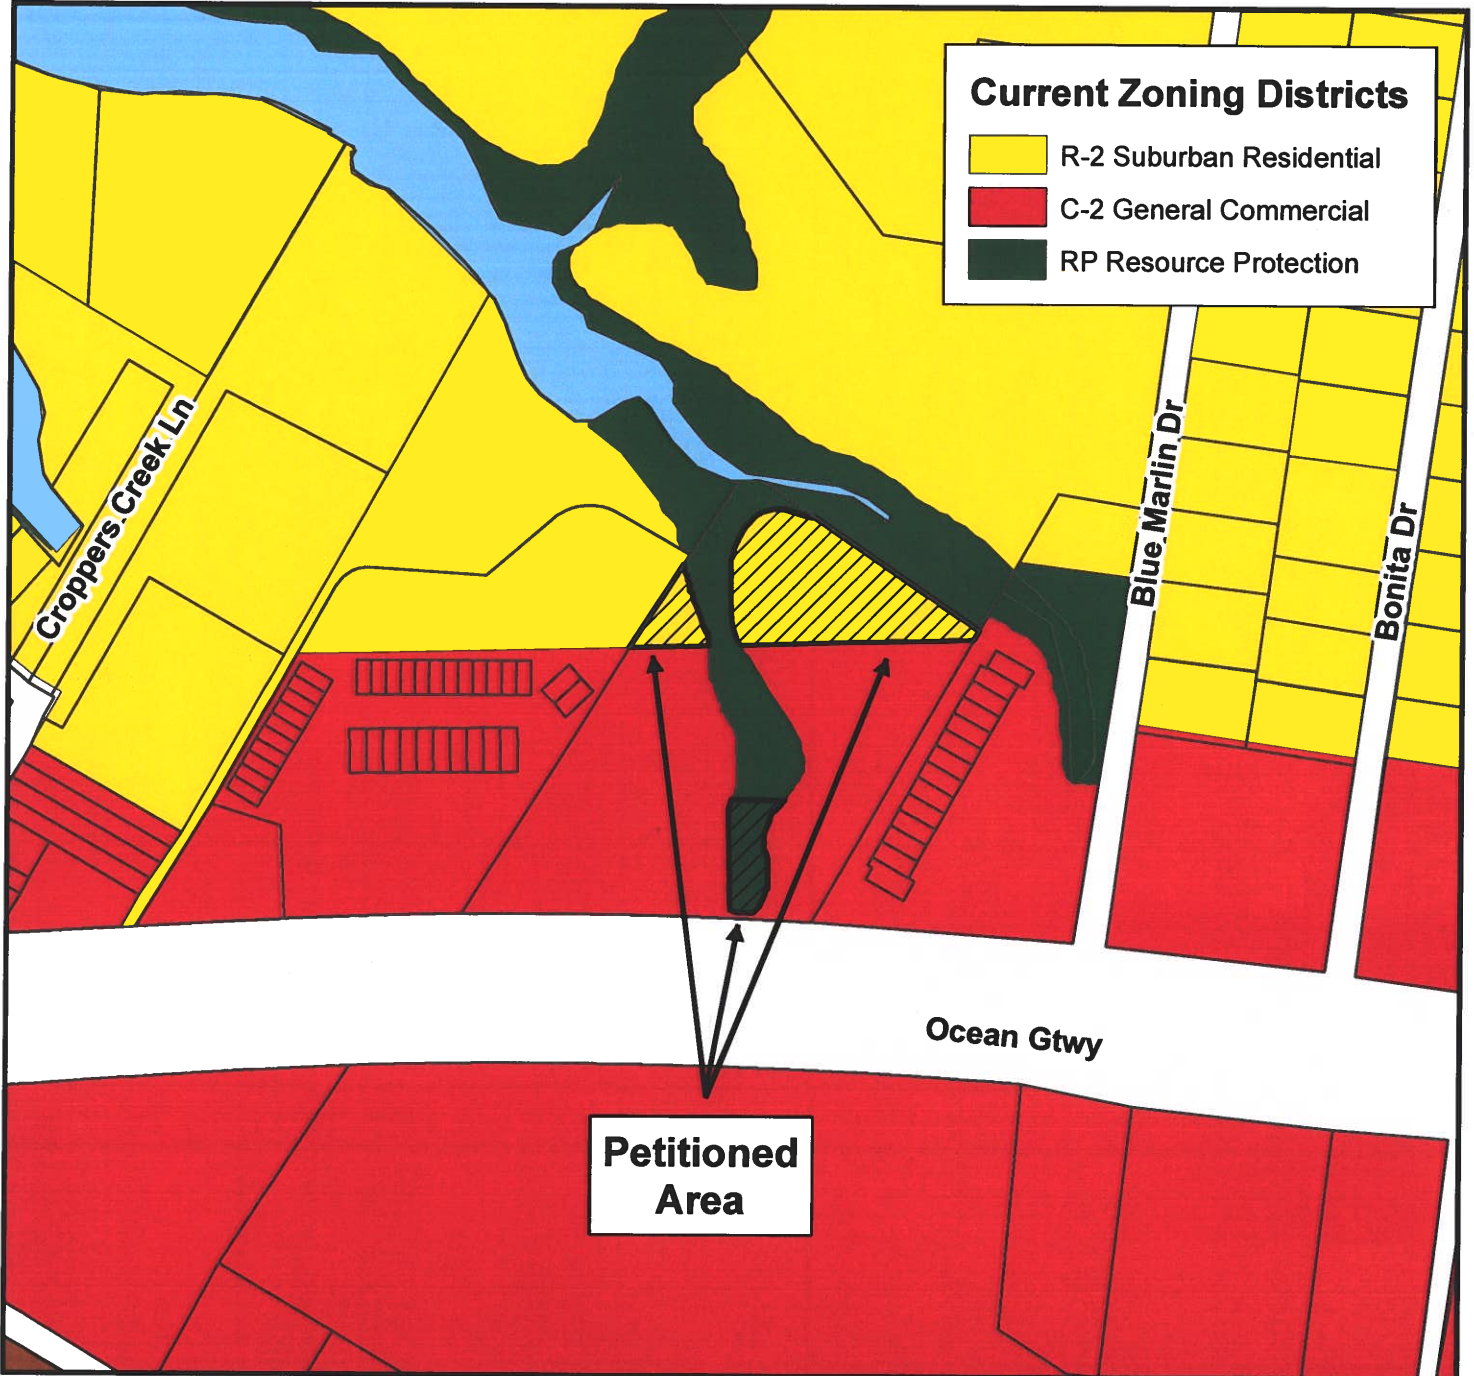 Current Zoning Districts
R-2 Suburban Residential
C-2 General Commercial
RP Resource Protection
Croppers Creek Ln
Blue Marlin Dr
Bonita Dr
Ocean Gtwy
Petitioned
Area